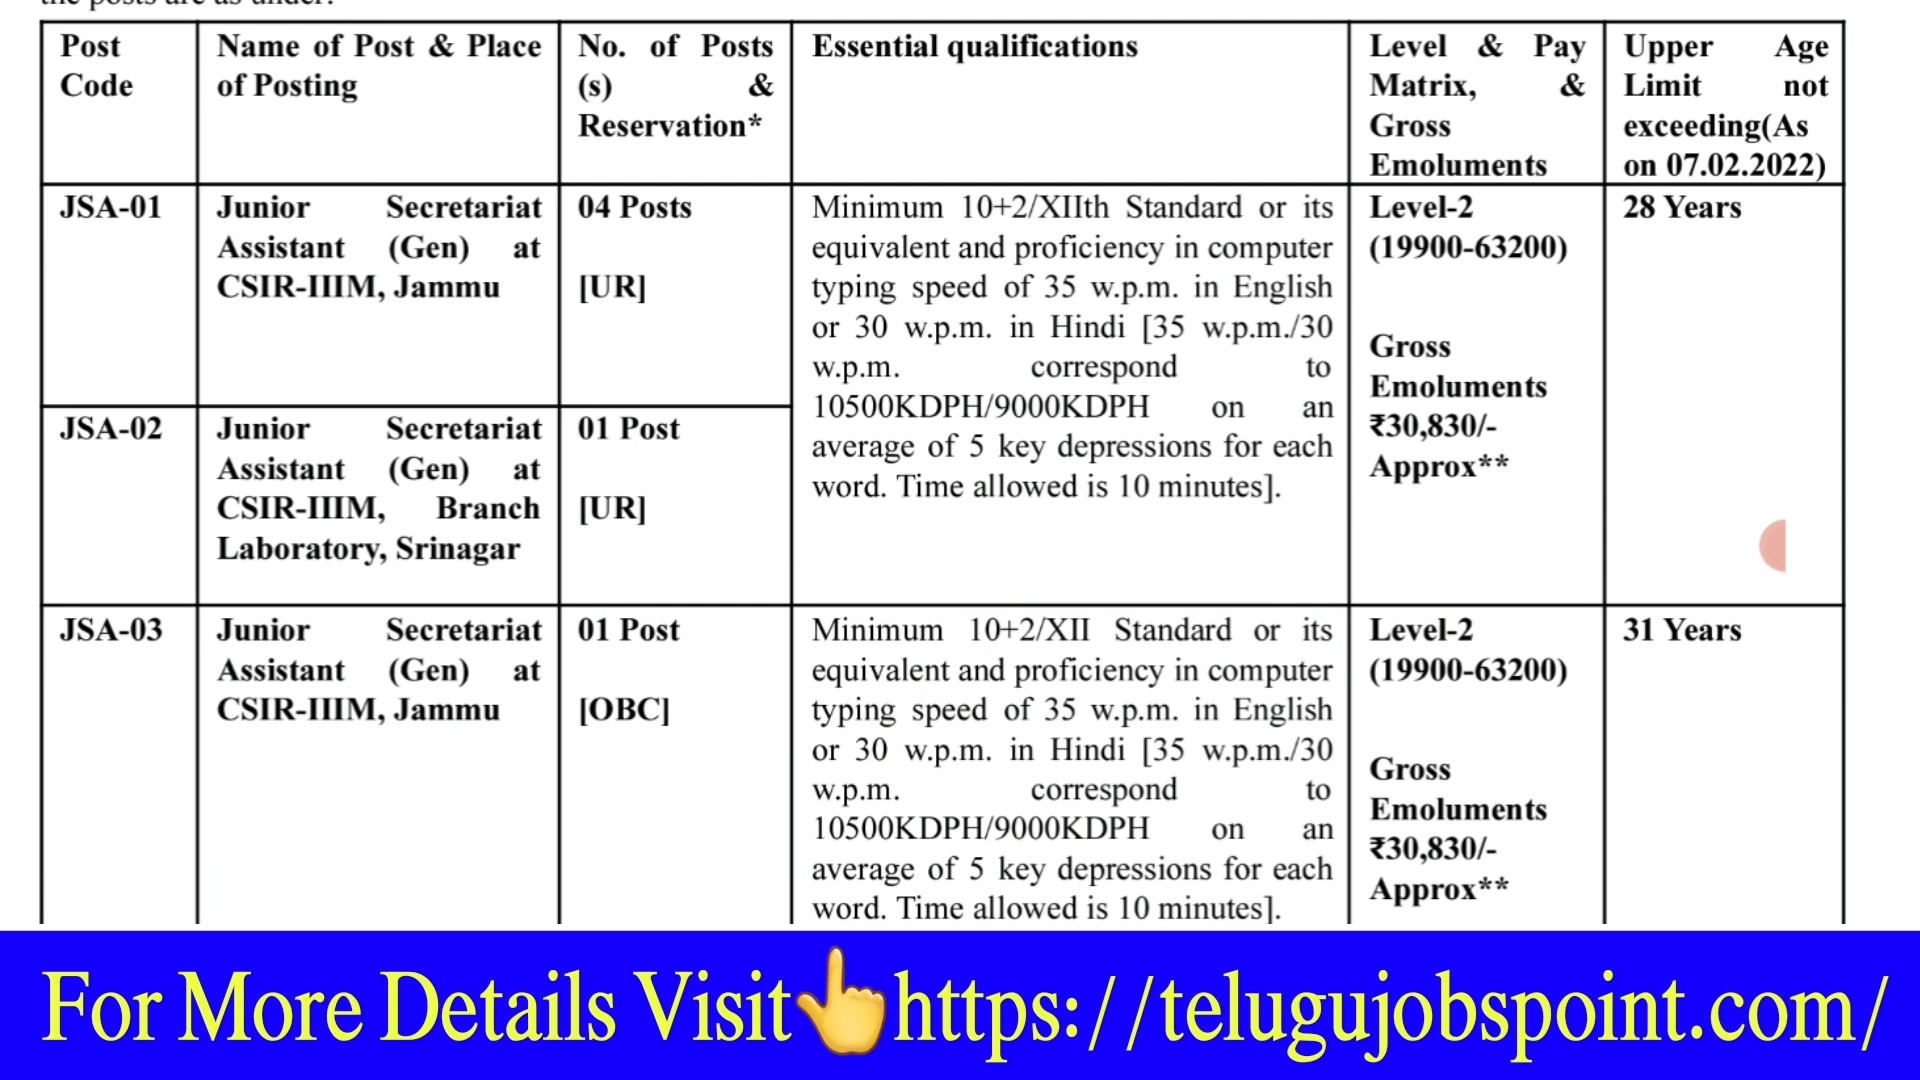 the posts are as under:
Post
Code
Name of Post & Place
of Posting
No. of Posts
(s) &
Reservation*
Essential qualifications
Level & Pay
Matrix, &
Gross
Emoluments
Upper Age
Limit not
exceeding(As
on 07.02.2022)
JSA-01
Junior Secretariat
Assistant (Gen) at
CSIR-IIIM, Jammu
04 Posts
[UR]
Minimum 10+2/XIIth Standard or its
equivalent and proficiency in computer
typing speed of 35 w.p.m. in English
or 30 w.p.m. in Hindi [35 w.p.m./30
w.p.m. correspond to
10500KDPH/9000KDPH on an
average of 5 key depressions for each
word. Time allowed is 10 minutes].
Level-2
(19900-63200)
Gross
Emoluments
₹30,830/-
Approx**
28 Years
JSA-02
Junior Secretariat
Assistant (Gen) at
CSIR-IIIM, Branch
Laboratory, Srinagar
01 Post
[UR]
JSA-03
Junior Secretariat
Assistant (Gen) at
CSIR-IIIM, Jammu
01 Post
[OBC]
Minimum 10+2/XII Standard or its
equivalent and proficiency in computer
typing speed of 35 w.p.m. in English
or 30 w.p.m. in Hindi [35 w.p.m./30
w.p.m. correspond to
10500KDPH/9000KDPH on an
average of 5 key depressions for each
word. Time allowed is 10 minutes].
Level-2
(19900-63200)
Gross
Emoluments
₹30,830/-
Approx**
31 Years
For More Details Visit👆https://telugujobspoint.com/